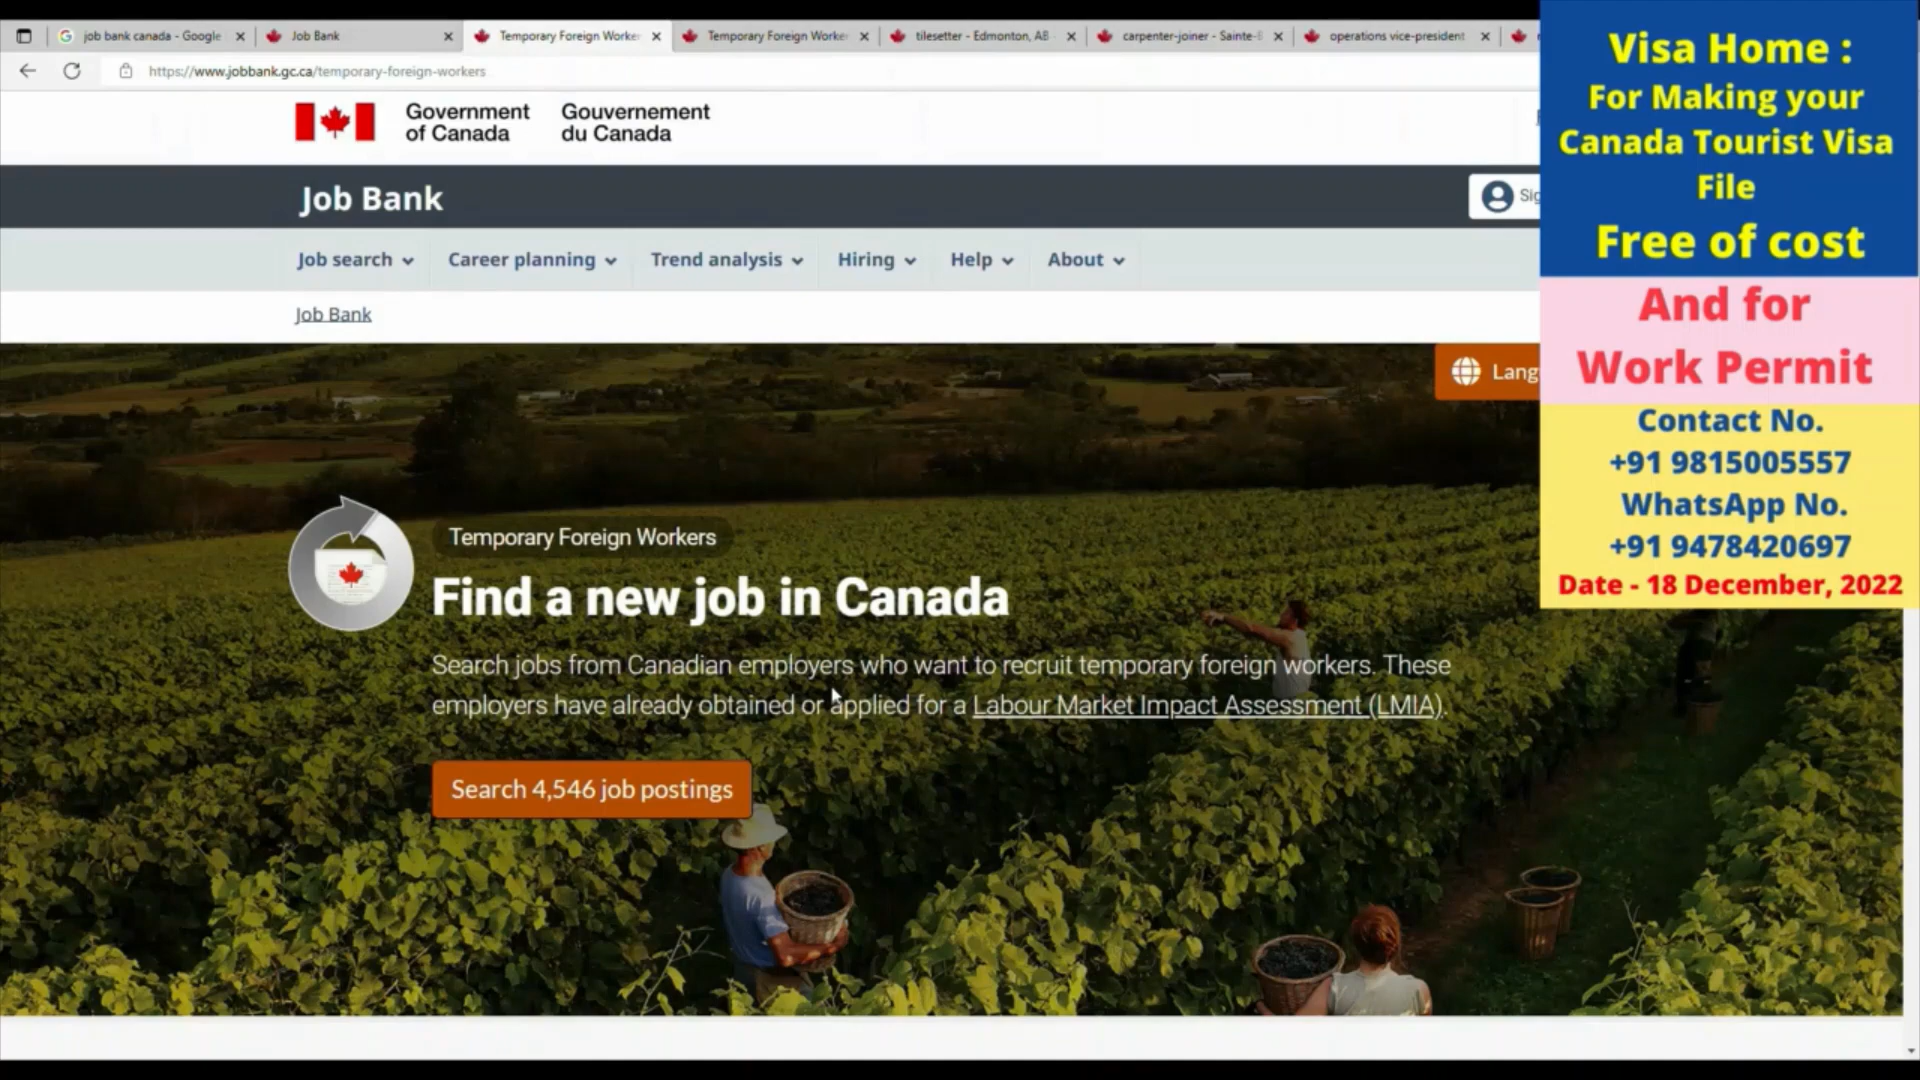 job bank canada - Google
Job Bank
Temporary Foreign Worke
Temporary Foreign Worke
tilesetter - Edmonton, AB
carpenter-joiner - Sainte-
operations vice-president
https://www.jobbank.gc.ca/temporary-foreign-workers
Government of Canada
Gouvernement du Canada
Job Bank
Sig
Job search
Career planning
Trend analysis
Hiring
Help
About
Job Bank
Lang
Temporary Foreign Workers
Find a new job in Canada
Search jobs from Canadian employers who want to recruit temporary foreign workers. These
employers have already obtained or applied for a Labour Market Impact Assessment (LMIA).
Search 4,546 job postings
Visa Home :
For Making your
Canada Tourist Visa
File
Free of cost
And for
Work Permit
Contact No.
+91 9815005557
WhatsApp No.
+91 9478420697
Date - 18 December, 2022